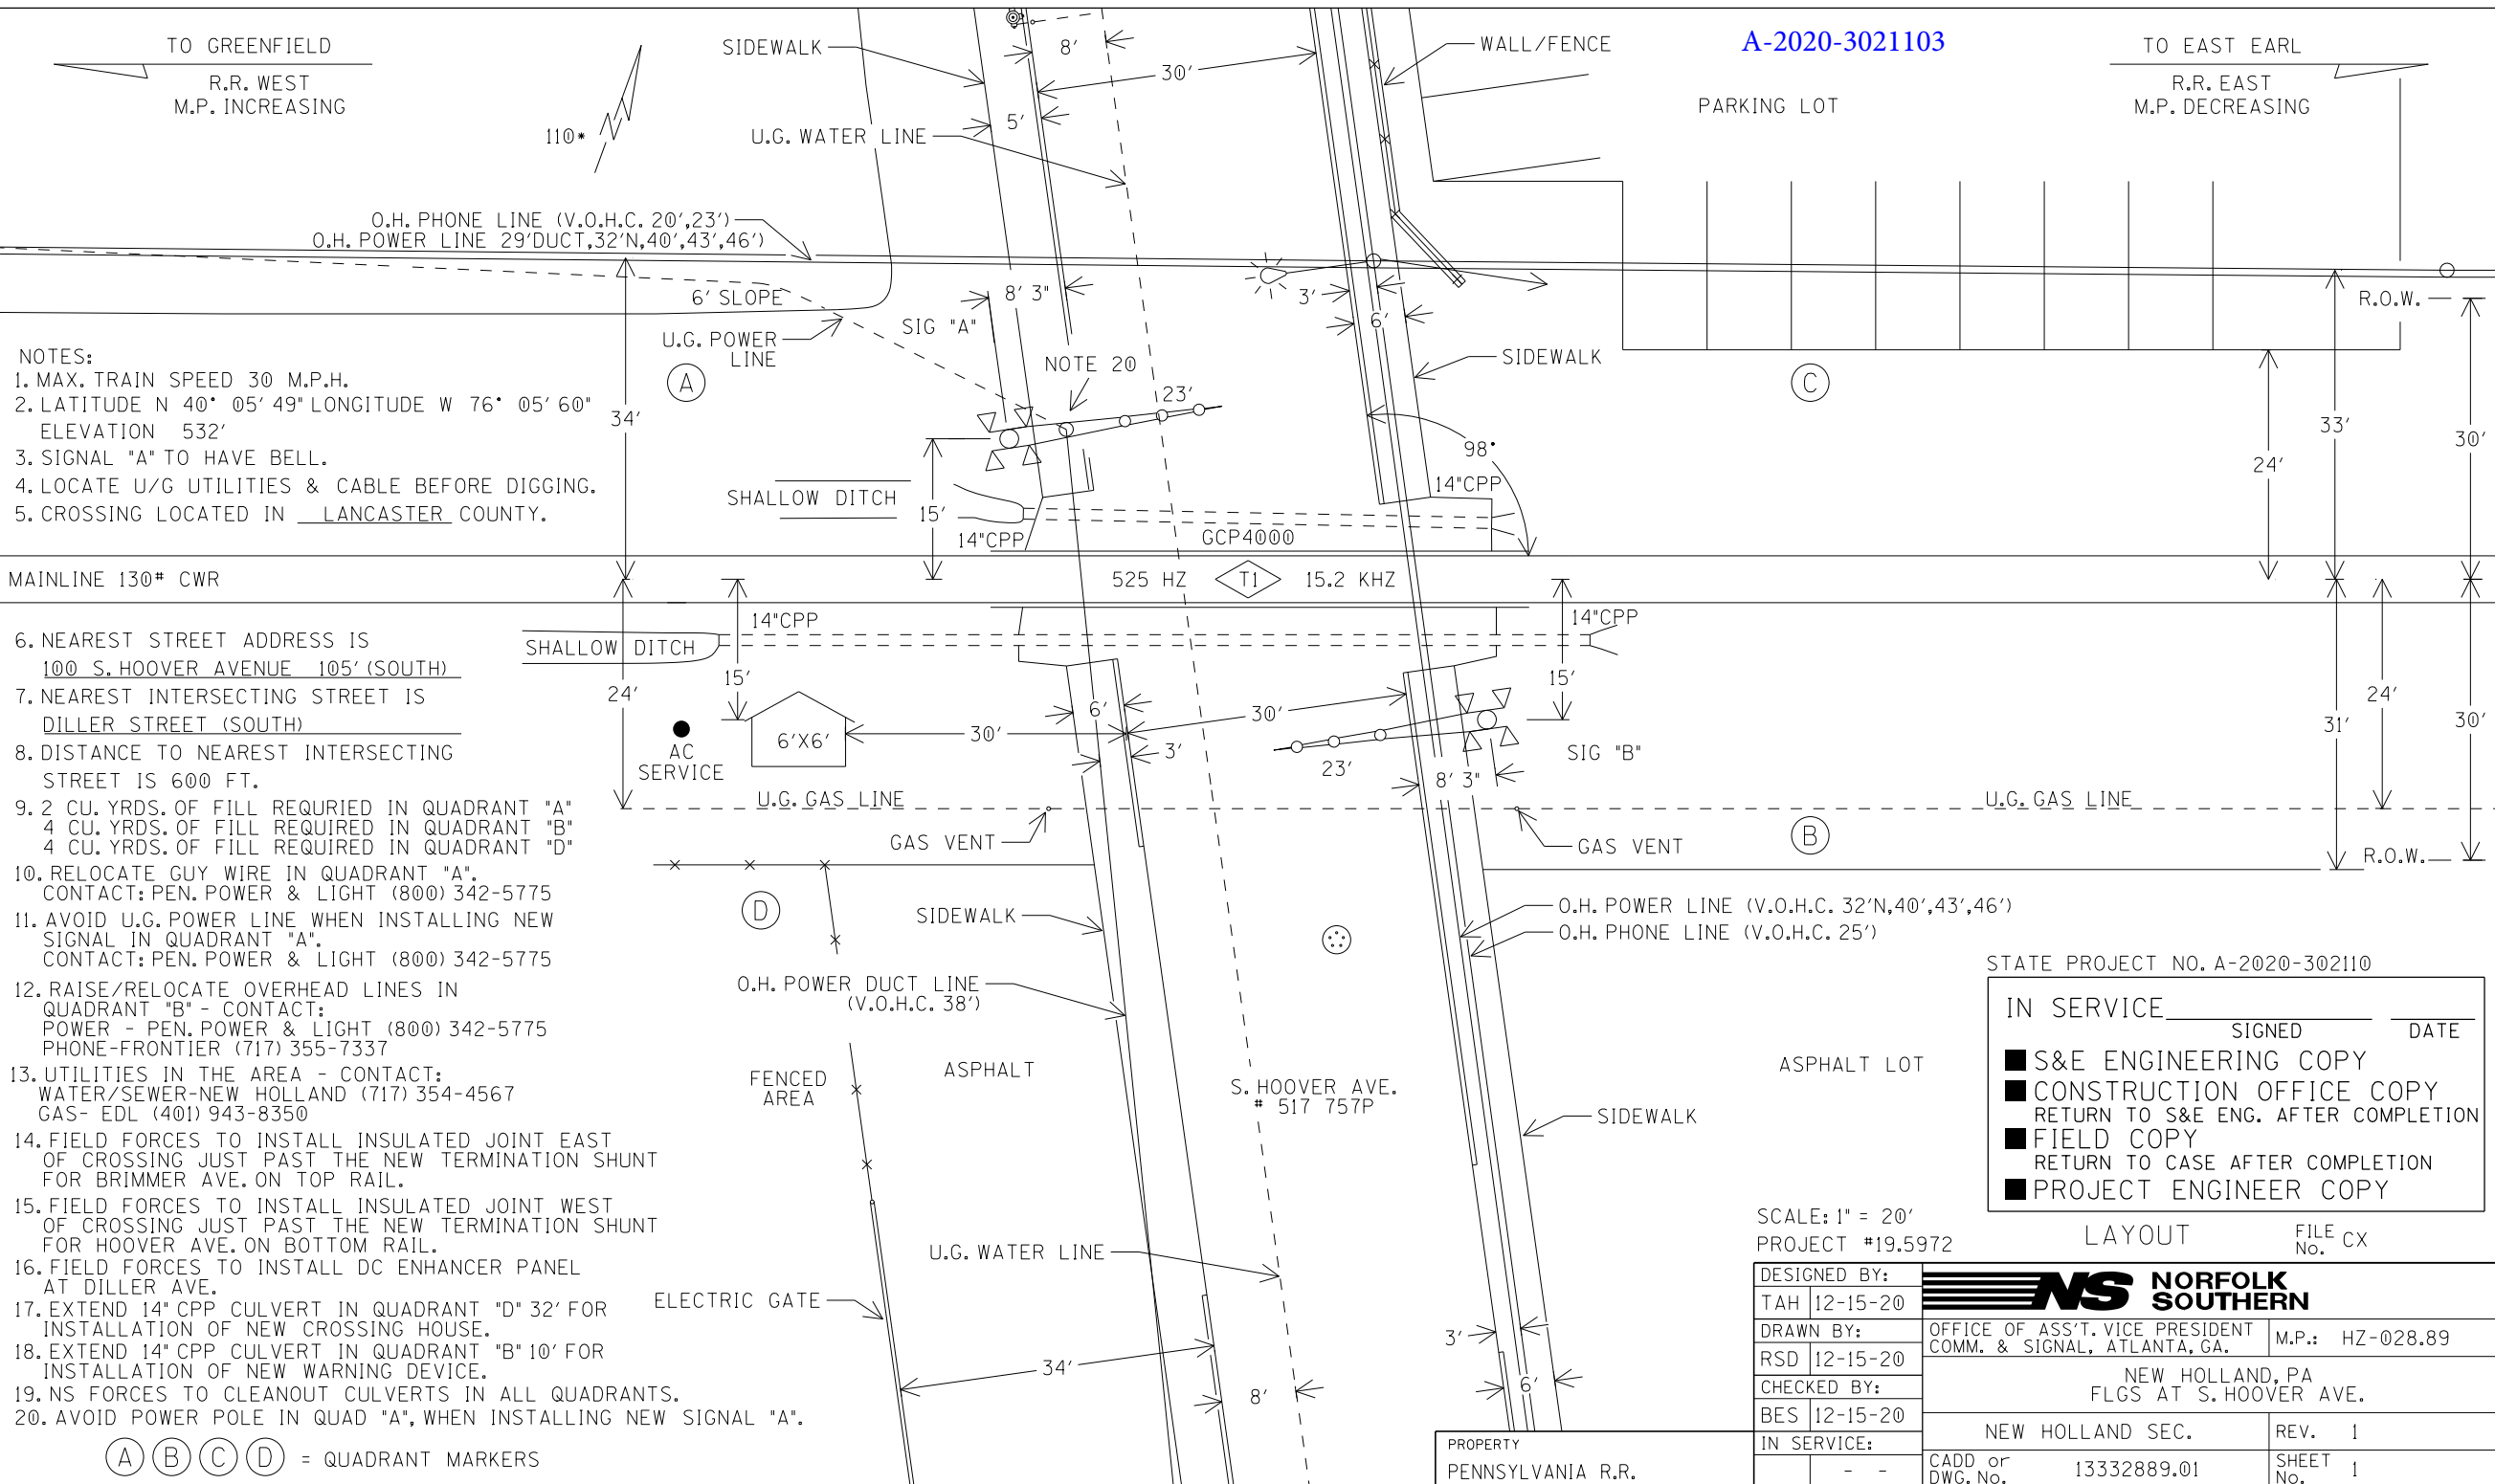 TO GREENFIELD
R.R. WEST
M.P. INCREASING
110*
SIDEWALK
8'
30'
5'
U.G. WATER LINE
WALL/FENCE
A-2020-3021103
PARKING LOT
TO EAST EARL
R.R. EAST
M.P. DECREASING
O.H. PHONE LINE (V.O.H.C. 20',23')
O.H. POWER LINE 29'DUCT,32'N,40',43',46')
6' SLOPE
U.G. POWER
LINE
SIG "A"
8' 3"
3'
6'
R.O.W.
SIDEWALK
NOTE 20
23'
A
C
34'
98°
33'
30'
24'
NOTES:
1. MAX. TRAIN SPEED 30 M.P.H.
2. LATITUDE N 40° 05' 49" LONGITUDE W 76° 05' 60"
ELEVATION 532'
3. SIGNAL "A" TO HAVE BELL.
4. LOCATE U/G UTILITIES & CABLE BEFORE DIGGING.
5. CROSSING LOCATED IN LANCASTER COUNTY.
SHALLOW DITCH
15'
14"CPP
14"CPP
GCP4000
MAINLINE 130# CWR
525 HZ
T1
15.2 KHZ
14"CPP
14"CPP
SHALLOW DITCH
24'
15'
15'
24'
31'
30'
6'X6'
30'
6'
3'
30'
23'
8' 3"
SIG "B"
AC
SERVICE
U.G. GAS LINE
U.G. GAS LINE
GAS VENT
GAS VENT
B
R.O.W.
6. NEAREST STREET ADDRESS IS
100 S. HOOVER AVENUE 105' (SOUTH)
7. NEAREST INTERSECTING STREET IS
DILLER STREET (SOUTH)
8. DISTANCE TO NEAREST INTERSECTING
STREET IS 600 FT.
9. 2 CU. YRDS. OF FILL REQURIED IN QUADRANT "A"
4 CU. YRDS. OF FILL REQUIRED IN QUADRANT "B"
4 CU. YRDS. OF FILL REQUIRED IN QUADRANT "D"
10. RELOCATE GUY WIRE IN QUADRANT "A".
CONTACT: PEN. POWER & LIGHT (800) 342-5775
11. AVOID U.G. POWER LINE WHEN INSTALLING NEW
SIGNAL IN QUADRANT "A".
CONTACT: PEN. POWER & LIGHT (800) 342-5775
12. RAISE/RELOCATE OVERHEAD LINES IN
QUADRANT "B" - CONTACT:
POWER - PEN. POWER & LIGHT (800) 342-5775
PHONE-FRONTIER (717) 355-7337
13. UTILITIES IN THE AREA - CONTACT:
WATER/SEWER-NEW HOLLAND (717) 354-4567
GAS- EDL (401) 943-8350
14. FIELD FORCES TO INSTALL INSULATED JOINT EAST
OF CROSSING JUST PAST THE NEW TERMINATION SHUNT
FOR BRIMMER AVE. ON TOP RAIL.
15. FIELD FORCES TO INSTALL INSULATED JOINT WEST
OF CROSSING JUST PAST THE NEW TERMINATION SHUNT
FOR HOOVER AVE. ON BOTTOM RAIL.
16. FIELD FORCES TO INSTALL DC ENHANCER PANEL
AT DILLER AVE.
17. EXTEND 14" CPP CULVERT IN QUADRANT "D" 32' FOR
INSTALLATION OF NEW CROSSING HOUSE.
18. EXTEND 14" CPP CULVERT IN QUADRANT "B" 10' FOR
INSTALLATION OF NEW WARNING DEVICE.
19. NS FORCES TO CLEANOUT CULVERTS IN ALL QUADRANTS.
20. AVOID POWER POLE IN QUAD "A", WHEN INSTALLING NEW SIGNAL "A".
A B C D = QUADRANT MARKERS
D
SIDEWALK
O.H. POWER DUCT LINE
(V.O.H.C. 38')
FENCED
AREA
ASPHALT
S. HOOVER AVE.
# 517 757P
U.G. WATER LINE
ELECTRIC GATE
34'
8'
3'
6'
O.H. POWER LINE (V.O.H.C. 32'N,40',43',46')
O.H. PHONE LINE (V.O.H.C. 25')
ASPHALT LOT
SIDEWALK
STATE PROJECT NO. A-2020-302110
IN SERVICE
SIGNED DATE
S&E ENGINEERING COPY
CONSTRUCTION OFFICE COPY
RETURN TO S&E ENG. AFTER COMPLETION
FIELD COPY
RETURN TO CASE AFTER COMPLETION
PROJECT ENGINEER COPY
SCALE: 1" = 20'
PROJECT #19.5972
LAYOUT
FILE No. CX
DESIGNED BY:
TAH 12-15-20
DRAWN BY:
RSD 12-15-20
CHECKED BY:
BES 12-15-20
IN SERVICE:
- -
NS NORFOLK
SOUTHERN
OFFICE OF ASS'T. VICE PRESIDENT
COMM. & SIGNAL, ATLANTA, GA.
M.P.: HZ-028.89
NEW HOLLAND, PA
FLGS AT S. HOOVER AVE.
NEW HOLLAND SEC.
REV. 1
CADD or
DWG. No. 13332889.01
SHEET
No. 1
PROPERTY
PENNSYLVANIA R.R.